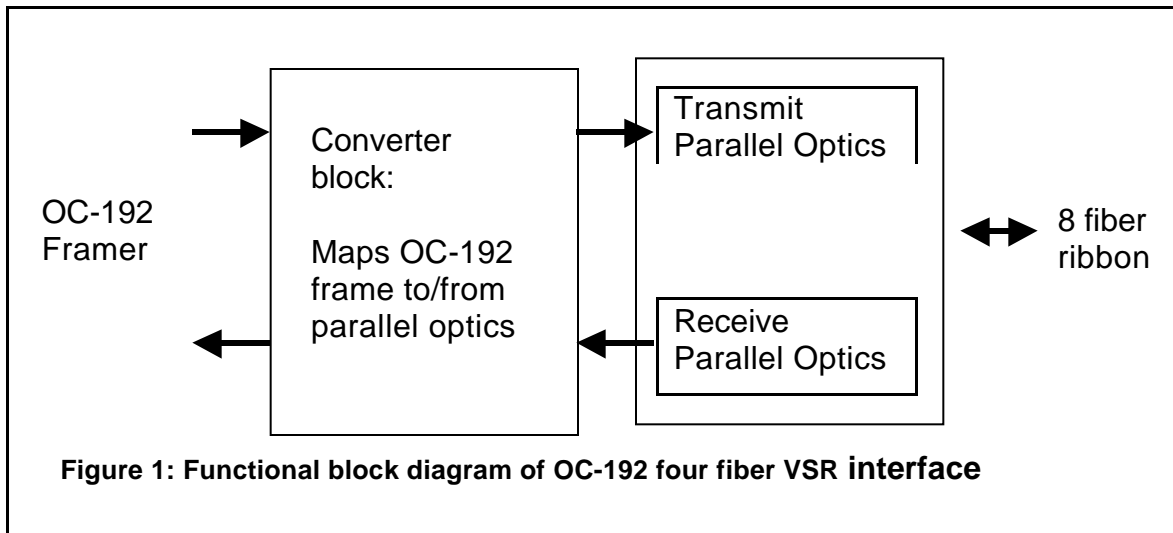 OC-192
Framer
Converter
block:
Maps OC-192
frame to/from
parallel optics
Transmit
Parallel Optics
Receive
Parallel Optics
8 fiber
ribbon
Figure 1: Functional block diagram of OC-192 four fiber VSR interface